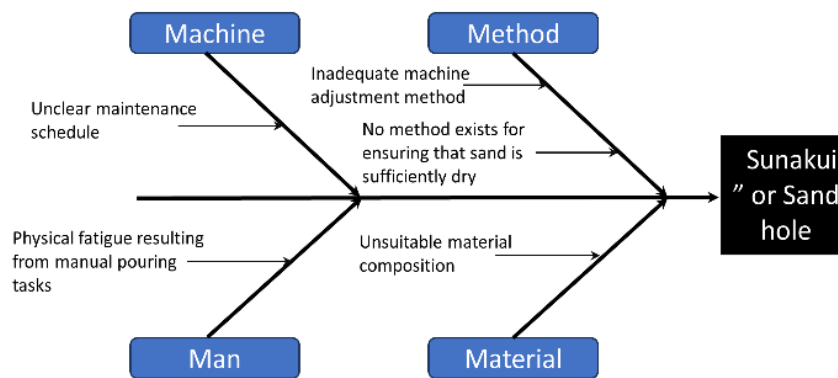 Machine
Method
Inadequate machine
adjustment method
Unclear maintenance
schedule
No method exists for
ensuring that sand is
sufficiently dry
Sunakui
” or Sand
hole
Physical fatigue resulting
from manual pouring
tasks
Unsuitable material
composition
Man
Material